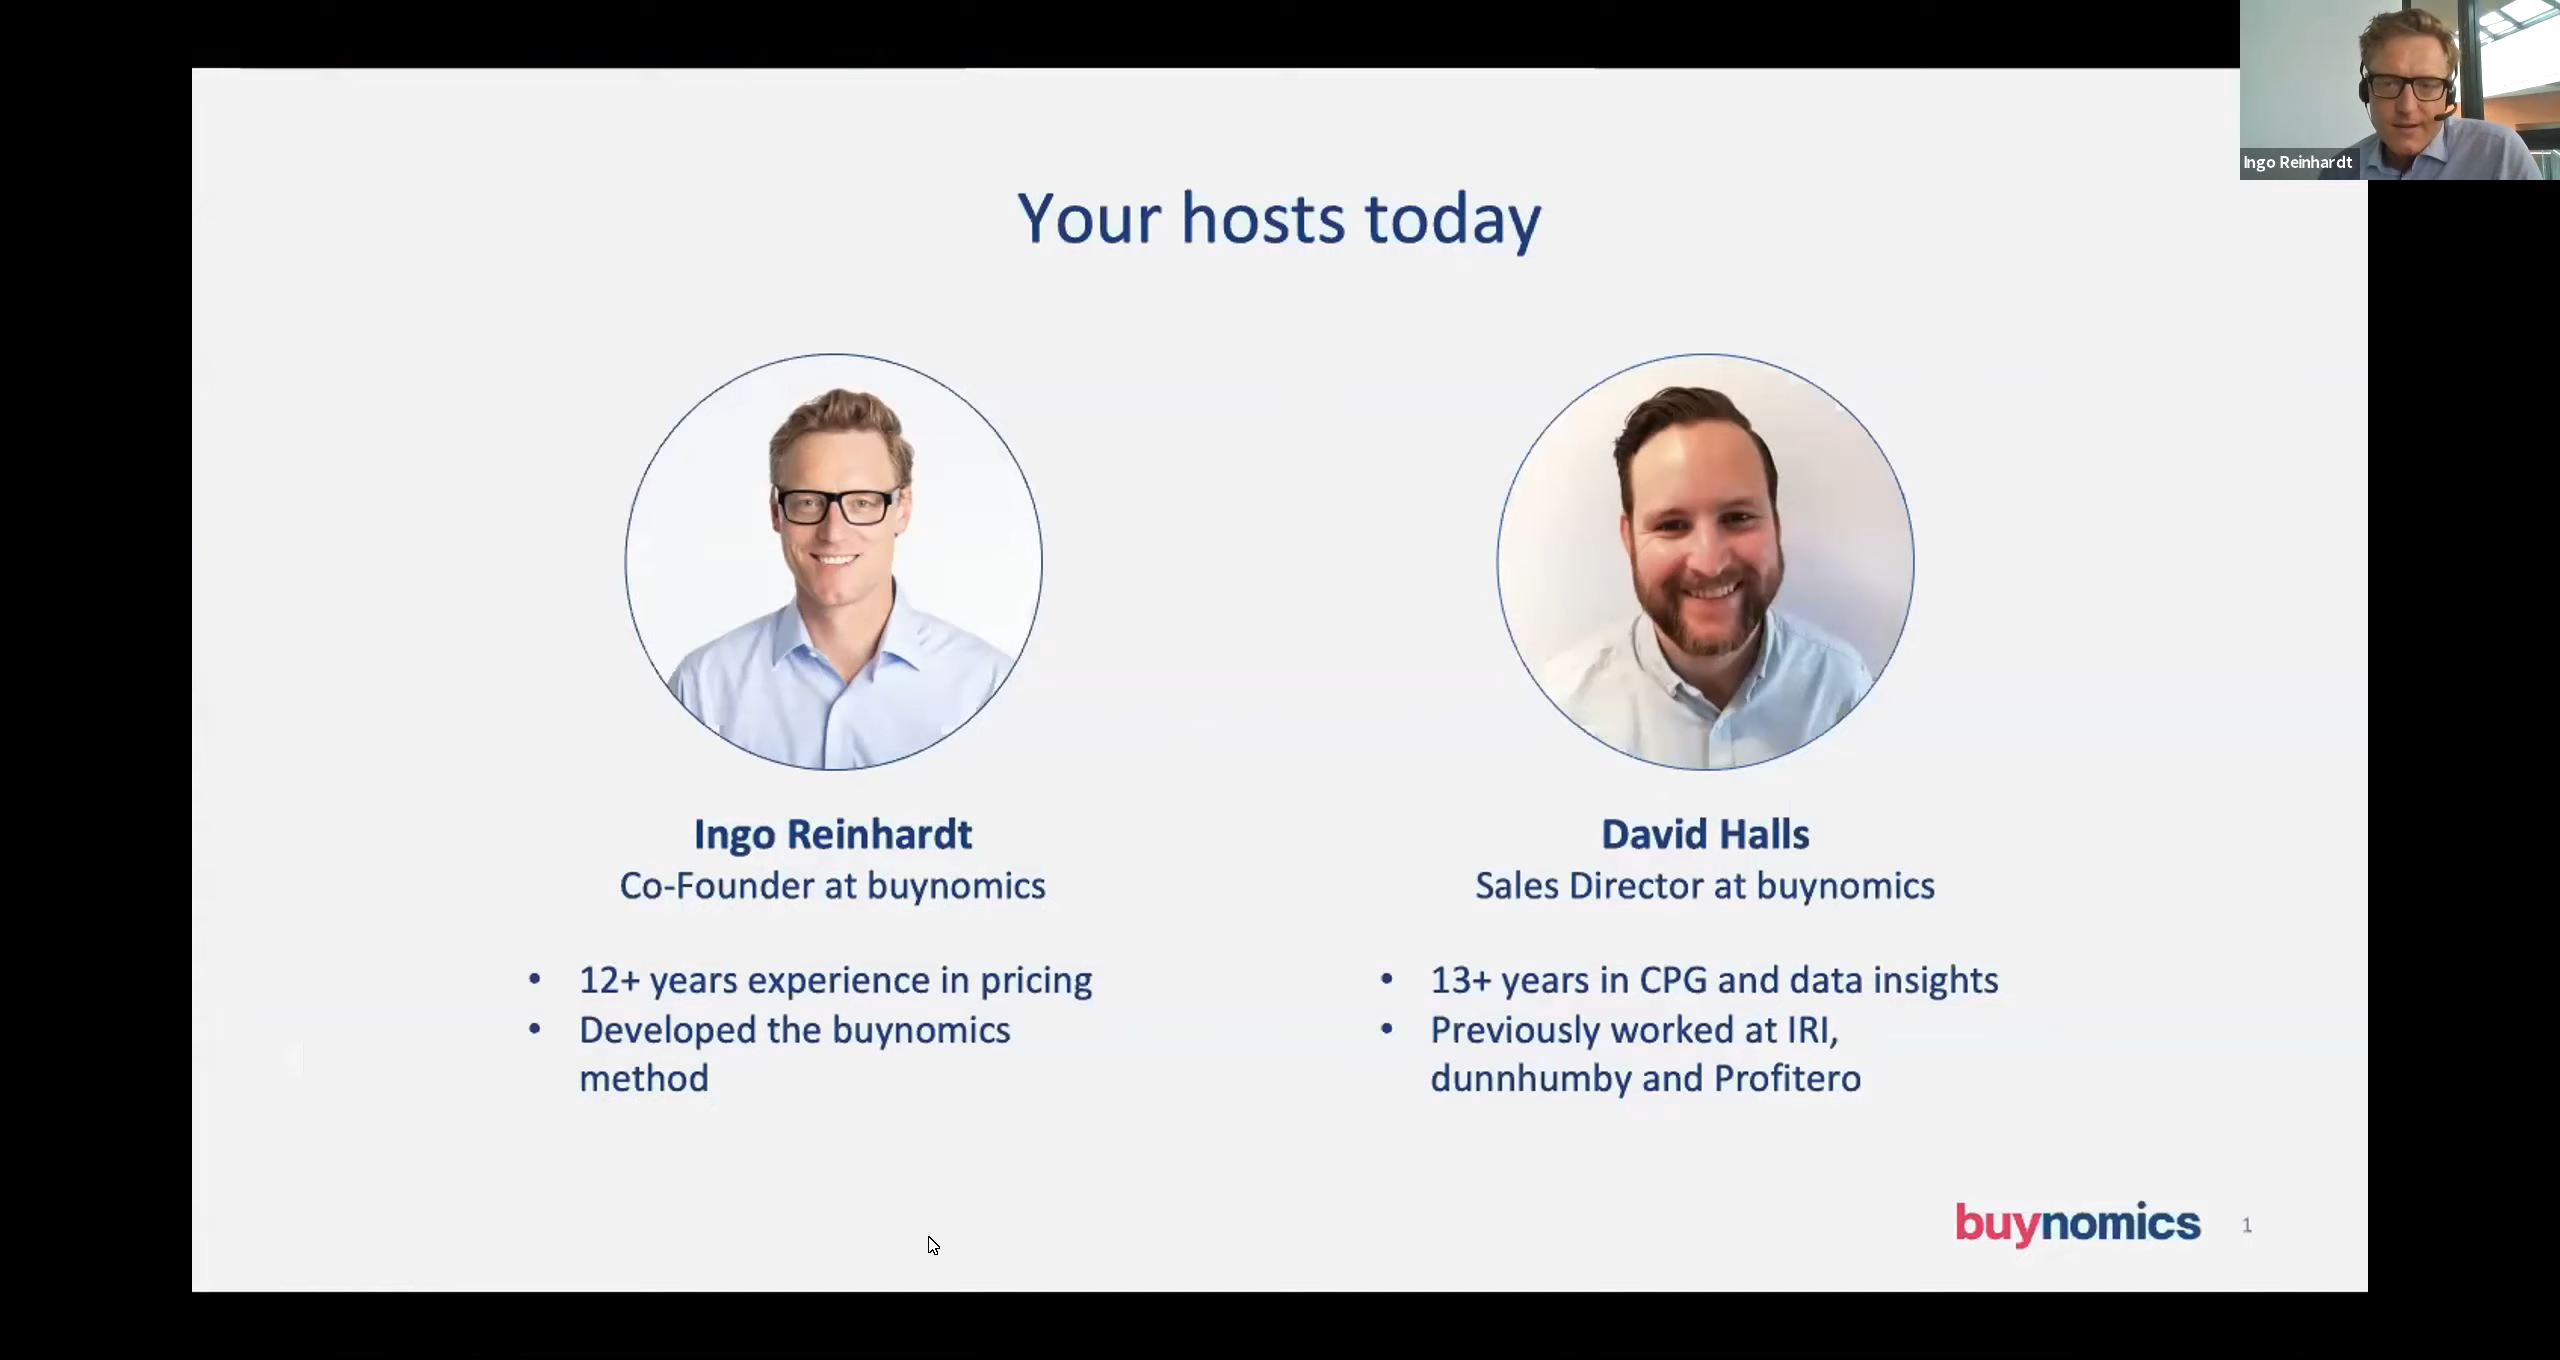 Ingo Reinhardt
Your hosts today
Ingo Reinhardt
Co-Founder at buynomics
• 12+ years experience in pricing
• Developed the buynomics
method
David Halls
Sales Director at buynomics
• 13+ years in CPG and data insights
• Previously worked at IRI,
dunnhumby and Profitero
buynomics 1